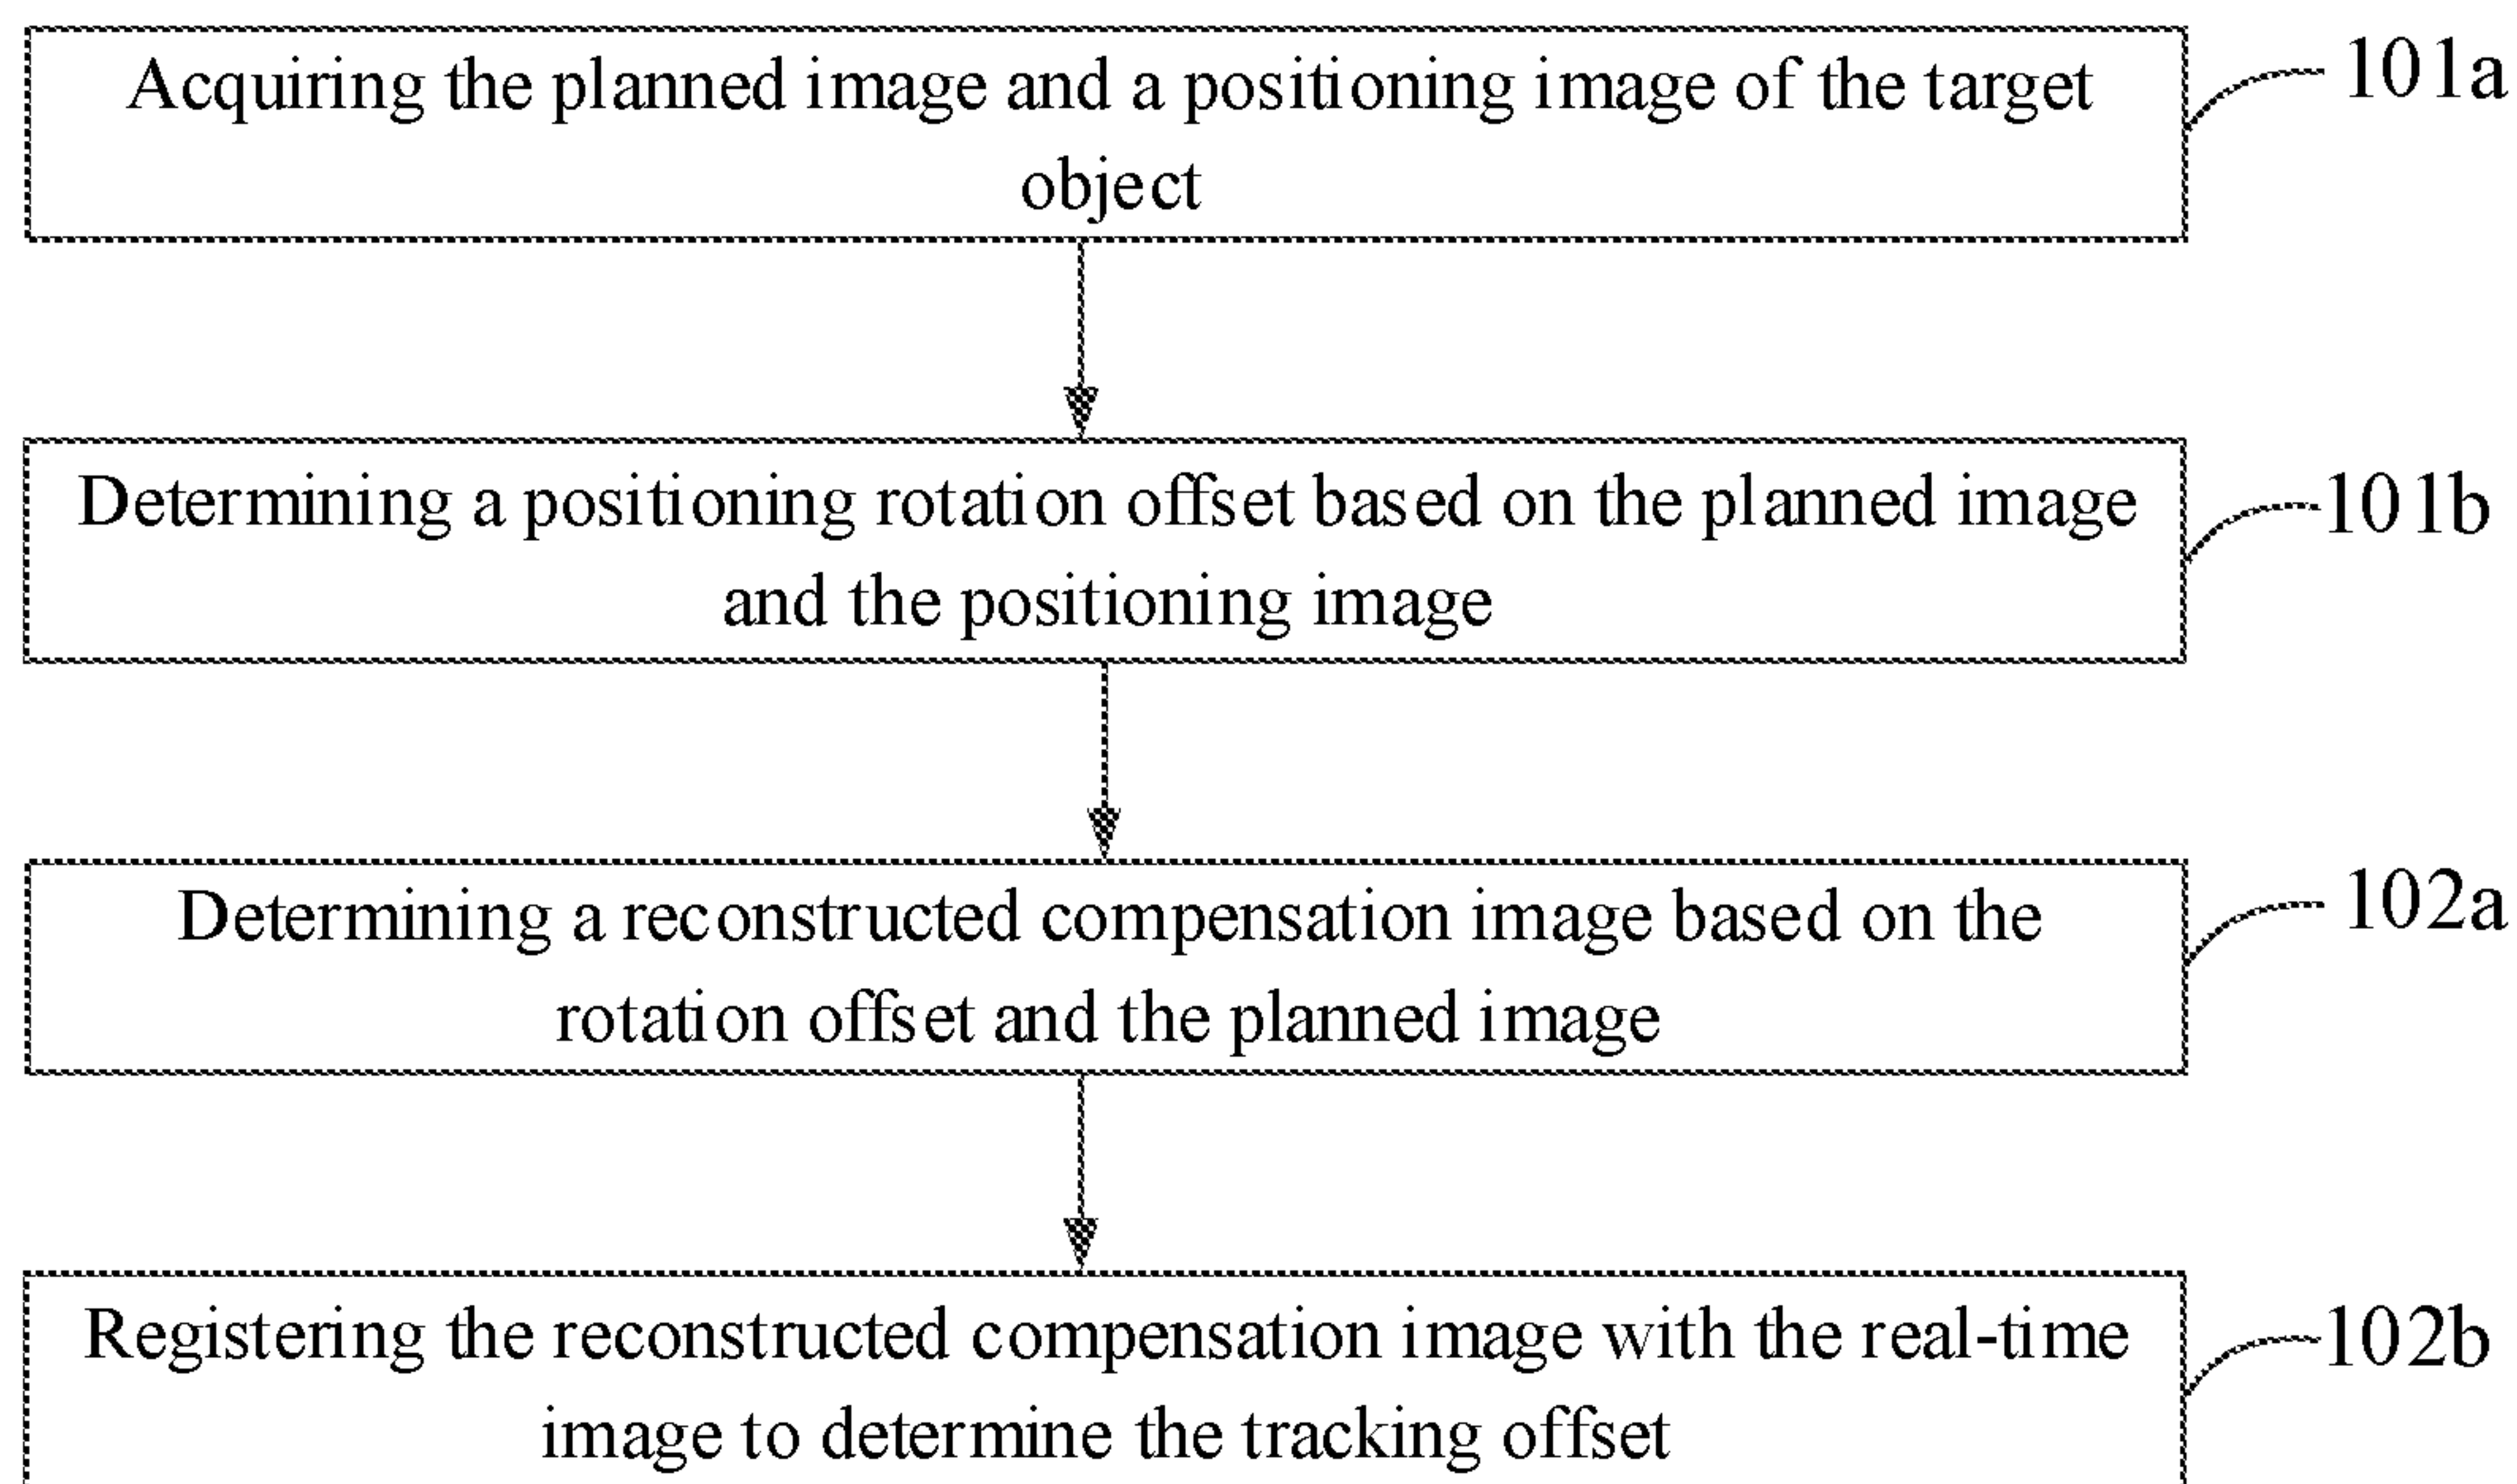 Acquiring the planned image and a positioning image of the target
object
101a
Determining a positioning rotation offset based on the planned image
and the positioning image
101b
Determining a reconstructed compensation image based on the
rotation offset and the planned image
102a
Registering the reconstructed compensation image with the real-time
image to determine the tracking offset
102b